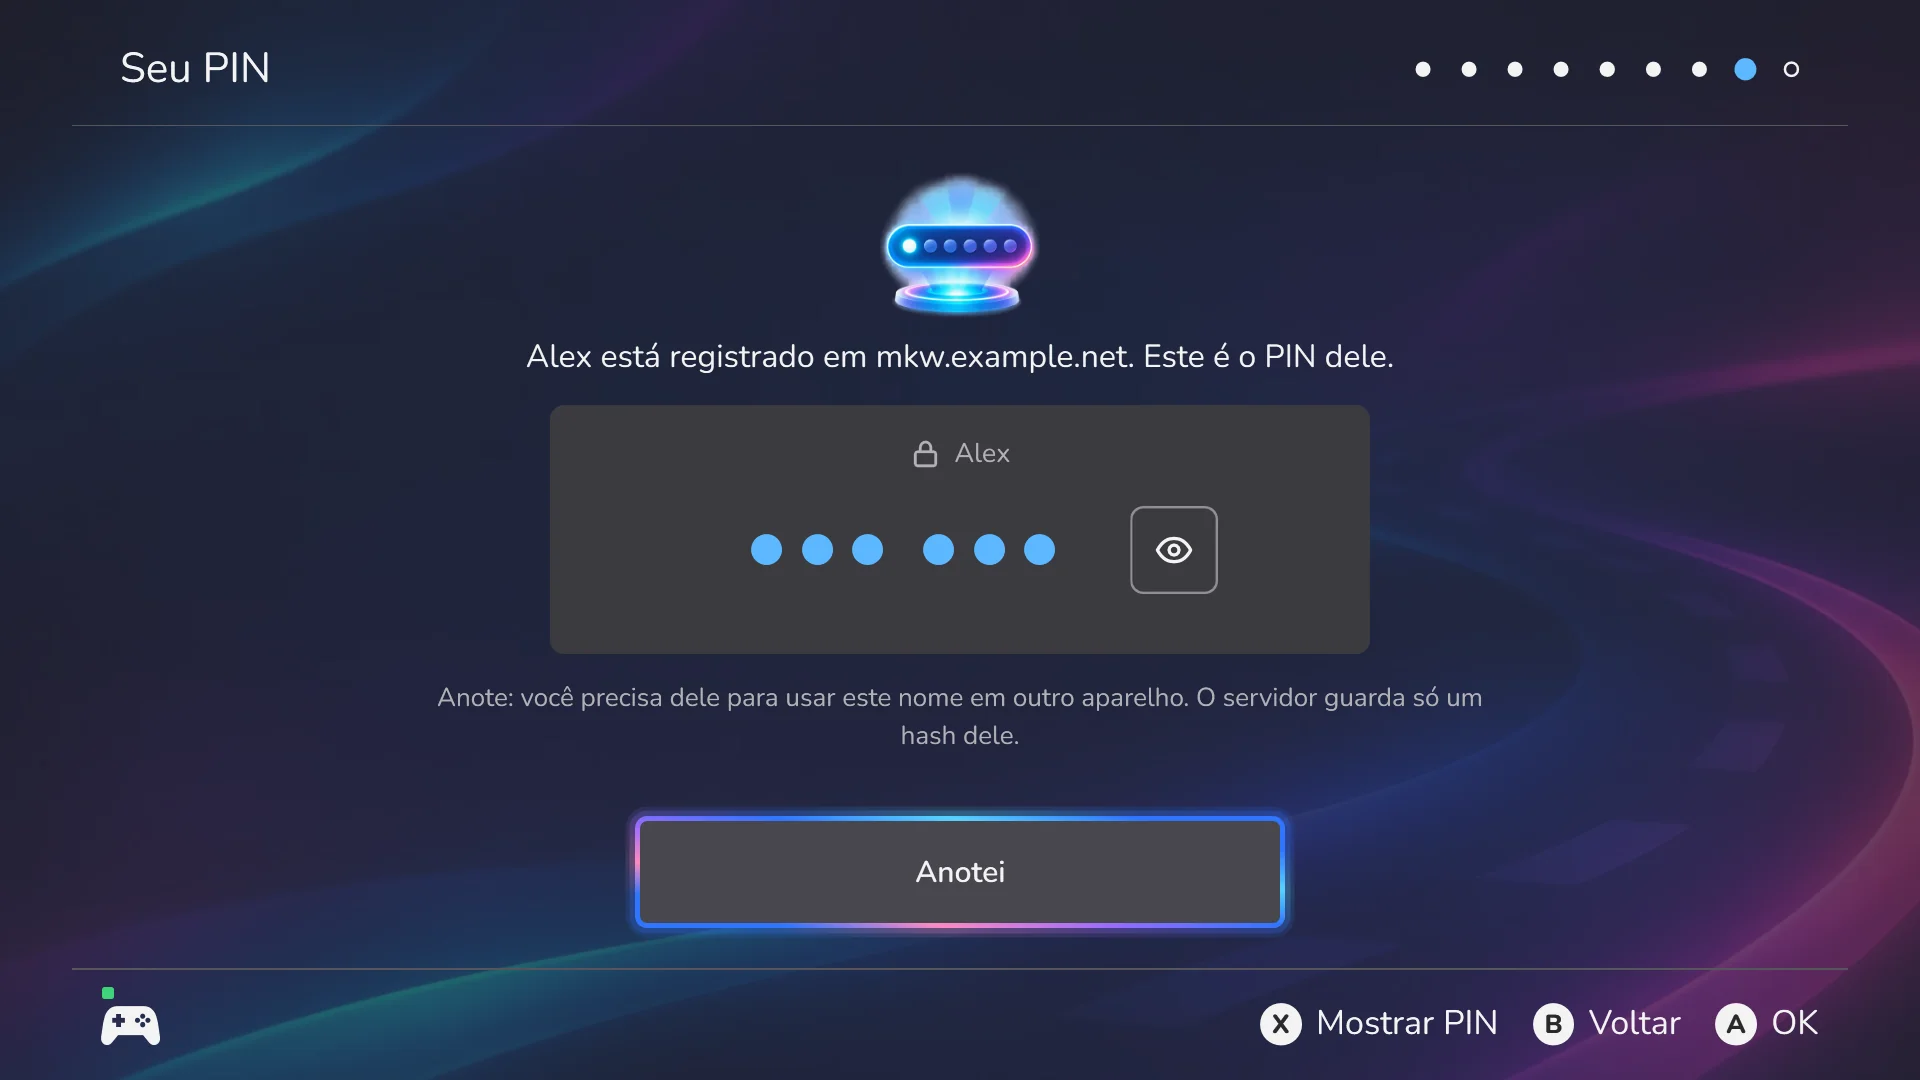 Seu PIN
Alex está registrado em mkw.example.net. Este é o PIN dele.
Alex
Anote: você precisa dele para usar este nome em outro aparelho. O servidor guarda só um
hash dele.
Anotei
X Mostrar PIN B Voltar A OK